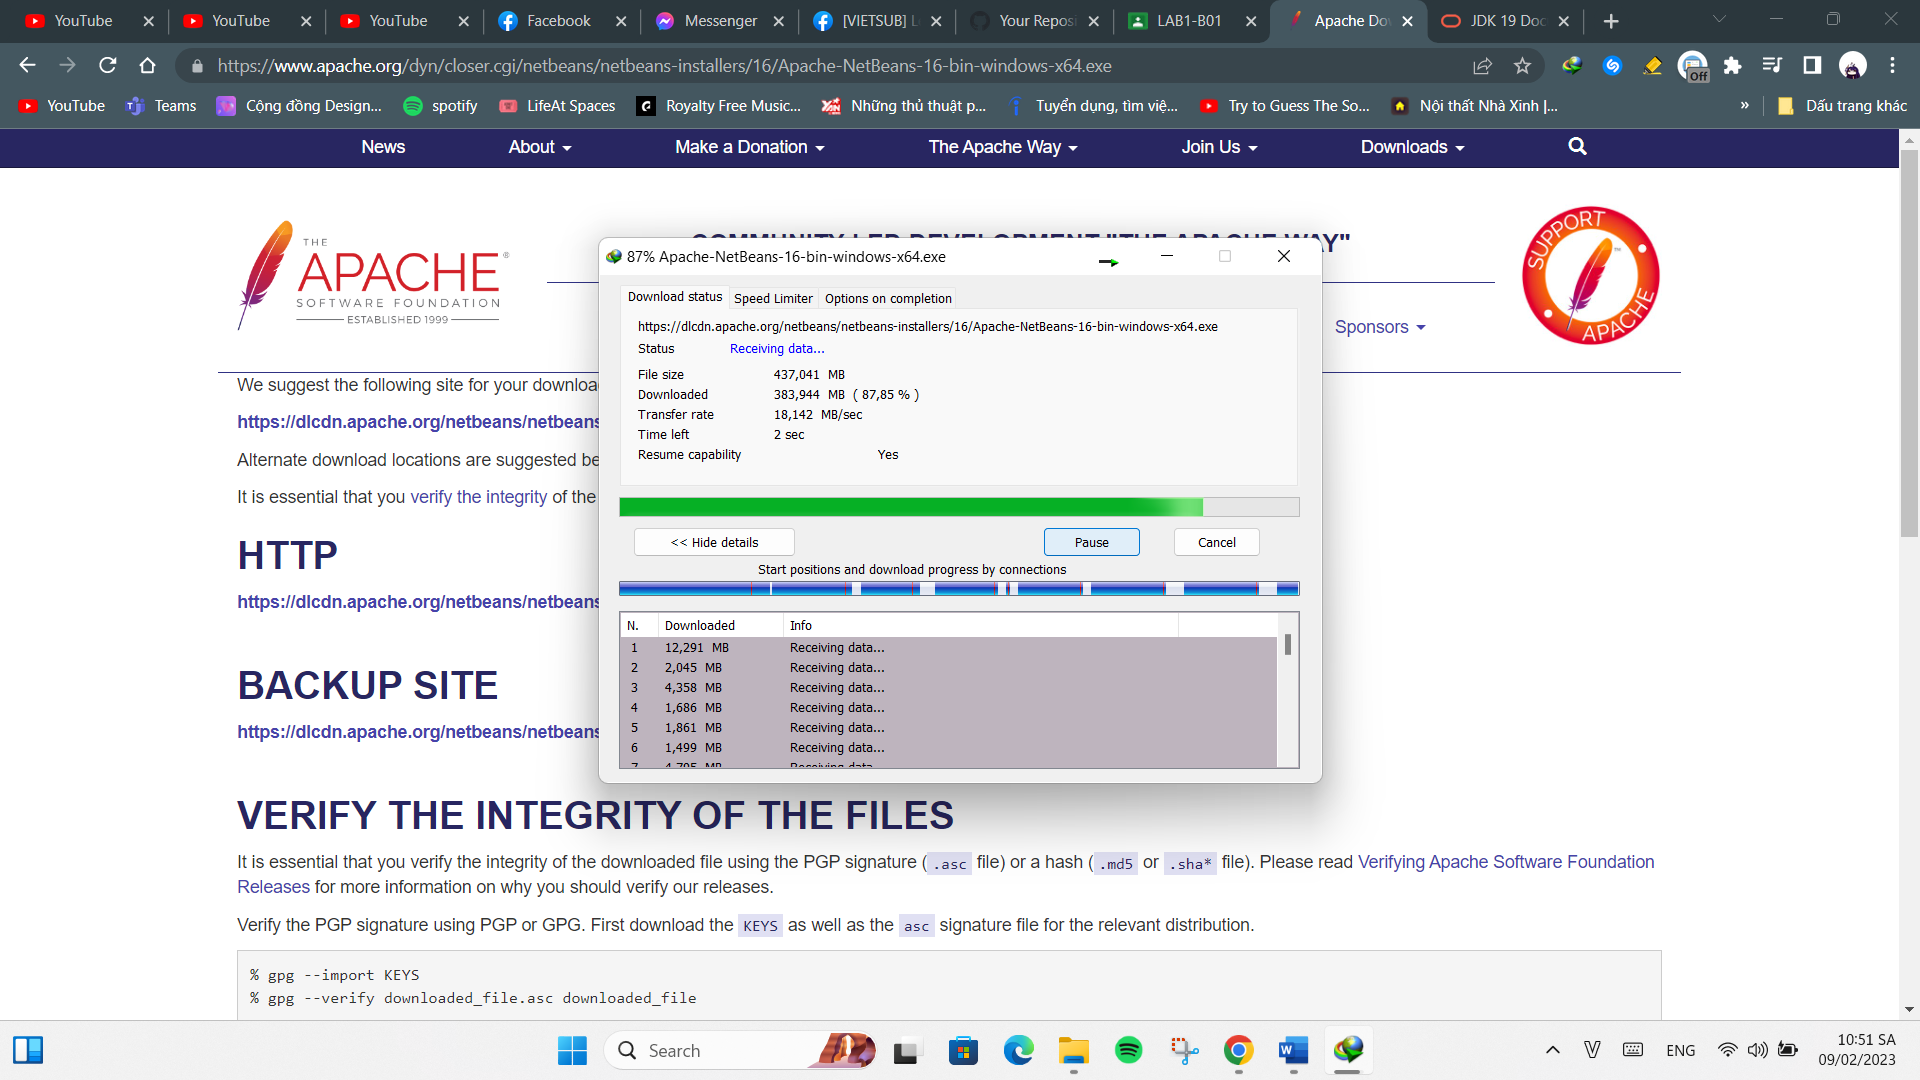 YouTube
YouTube
YouTube
Facebook
Messenger
[VIETSUB] L
Your Reposi
LAB1-B01
Apache Do
JDK 19 Doc
https://www.apache.org/dyn/closer.cgi/netbeans/netbeans-installers/16/Apache-NetBeans-16-bin-windows-x64.exe
Off
YouTube
Teams
Cộng đồng Design...
spotify
LifeAt Spaces
Royalty Free Music...
Những thủ thuật p...
Tuyển dụng, tìm việ...
Try to Guess The So...
Nội thất Nhà Xinh |...
»
Dấu trang khác
News
About
Make a Donation
The Apache Way
Join Us
Downloads
THE
APACHE®
SOFTWARE FOUNDATION
ESTABLISHED 1999
COMMUNITY-LED DEVELOPMENT "THE APACHE WAY"
Sponsors
SUPPORT
APACHE
We suggest the following site for your downloa
https://dlcdn.apache.org/netbeans/netbeans
Alternate download locations are suggested be
It is essential that you verify the integrity of the
HTTP
https://dlcdn.apache.org/netbeans/netbeans
BACKUP SITE
https://dlcdn.apache.org/netbeans/netbeans
87% Apache-NetBeans-16-bin-windows-x64.exe
Download status
Speed Limiter
Options on completion
https://dlcdn.apache.org/netbeans/netbeans-installers/16/Apache-NetBeans-16-bin-windows-x64.exe
Status Receiving data...
File size 437,041 MB
Downloaded 383,944 MB ( 87,85 % )
Transfer rate 18,142 MB/sec
Time left 2 sec
Resume capability Yes
<< Hide details
Pause
Cancel
Start positions and download progress by connections
N. Downloaded Info
1 12,291 MB Receiving data...
2 2,045 MB Receiving data...
3 4,358 MB Receiving data...
4 1,686 MB Receiving data...
5 1,861 MB Receiving data...
6 1,499 MB Receiving data...
7 4,795 MB Receiving data...
VERIFY THE INTEGRITY OF THE FILES
It is essential that you verify the integrity of the downloaded file using the PGP signature ( .asc file) or a hash ( .md5 or .sha* file). Please read Verifying Apache Software Foundation
Releases for more information on why you should verify our releases.
Verify the PGP signature using PGP or GPG. First download the KEYS as well as the asc signature file for the relevant distribution.
% gpg --import KEYS
% gpg --verify downloaded_file.asc downloaded_file
Search
V
ENG
10:51 SA
09/02/2023